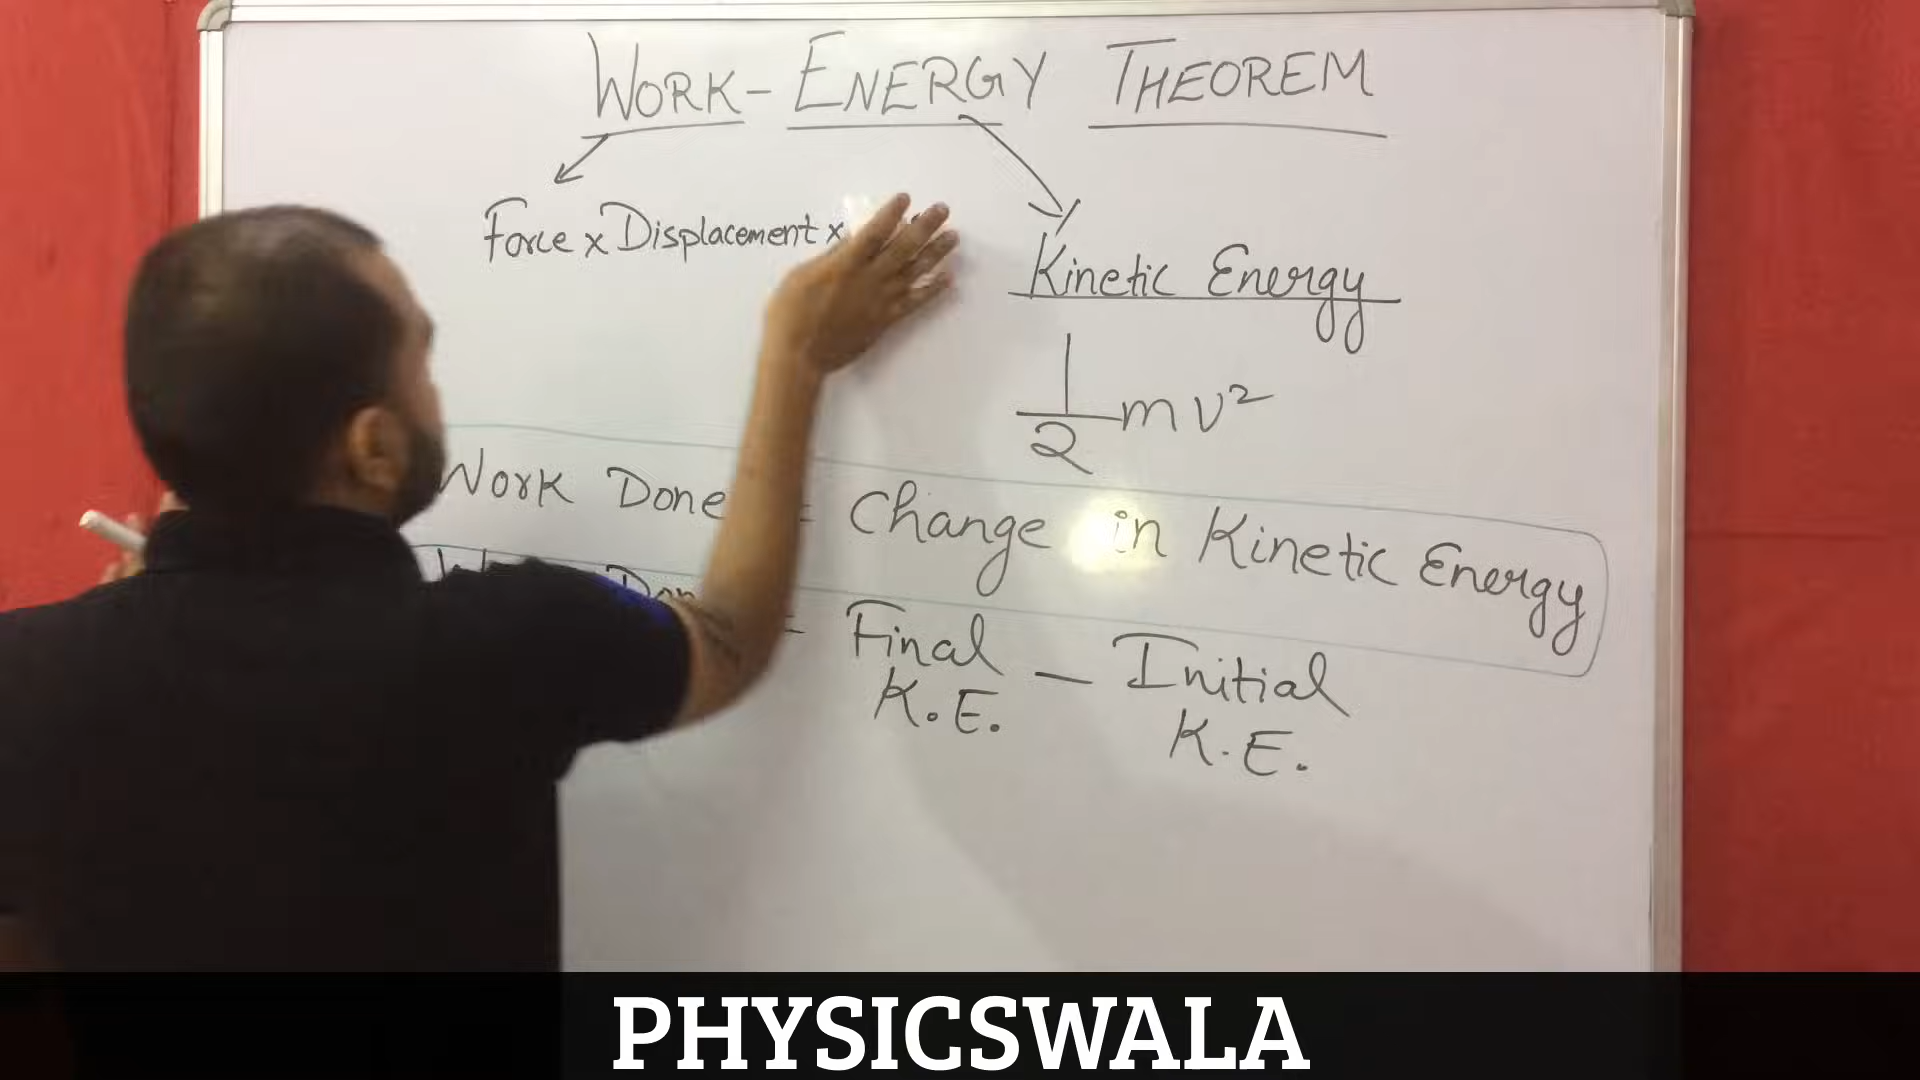 WORK - ENERGY THEOREM
Force x Displacement x
Kinetic Energy
1/2 mv²
Work Done = Change in Kinetic Energy
Done = Final K.E. — Initial K.E.
PHYSICSWALA